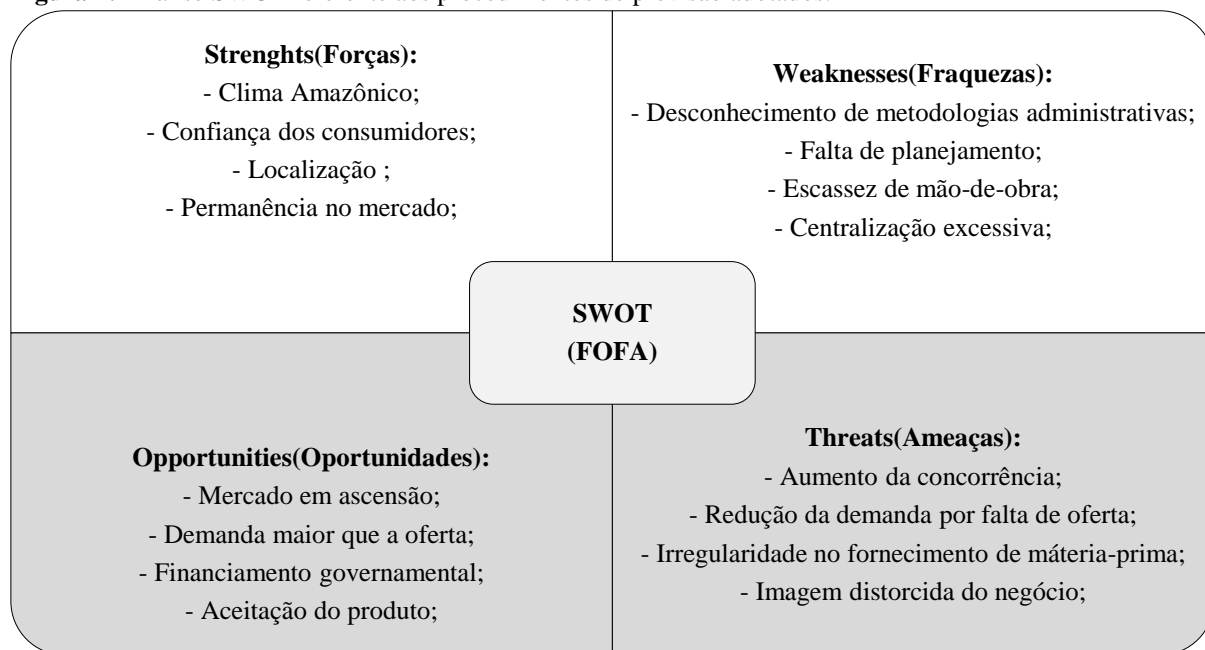 Strenghts(Forças):
- Clima Amazônico;
- Confiança dos consumidores;
- Localização ;
- Permanência no mercado;
Weaknesses(Fraquezas):
- Desconhecimento de metodologias administrativas;
- Falta de planejamento;
- Escassez de mão-de-obra;
- Centralização excessiva;
SWOT
(FOFA)
Opportunities(Oportunidades):
- Mercado em ascensão;
- Demanda maior que a oferta;
- Financiamento governamental;
- Aceitação do produto;
Threats(Ameaças):
- Aumento da concorrência;
- Redução da demanda por falta de oferta;
- Irregularidade no fornecimento de máteria-prima;
- Imagem distorcida do negócio;